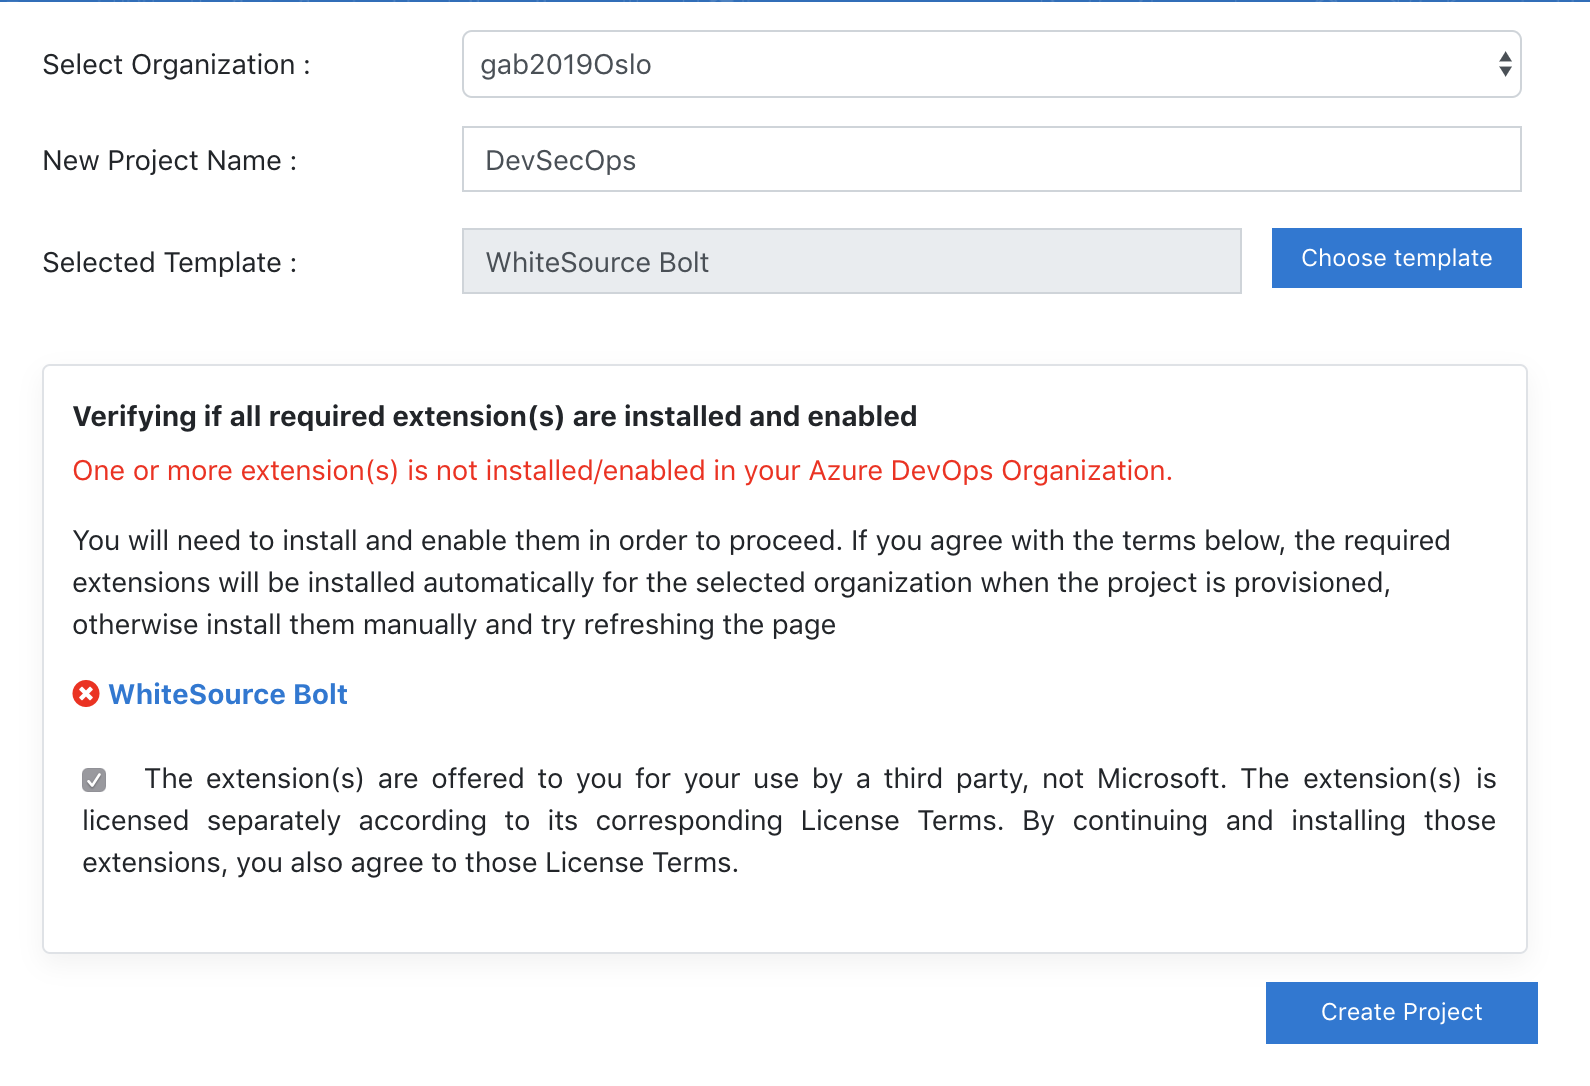 Select Organization :
gab2019Oslo
New Project Name :
DevSecOps
Selected Template :
WhiteSource Bolt
Choose template
Verifying if all required extension(s) are installed and enabled
One or more extension(s) is not installed/enabled in your Azure DevOps Organization.
You will need to install and enable them in order to proceed. If you agree with the terms below, the required
extensions will be installed automatically for the selected organization when the project is provisioned,
otherwise install them manually and try refreshing the page
WhiteSource Bolt
The extension(s) are offered to you for your use by a third party, not Microsoft. The extension(s) is
licensed separately according to its corresponding License Terms. By continuing and installing those
extensions, you also agree to those License Terms.
Create Project